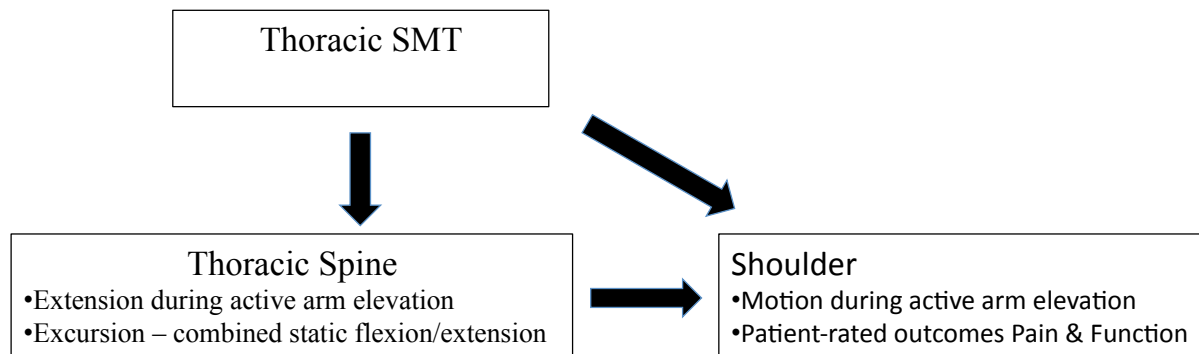 Thoracic SMT
Thoracic Spine
•Extension during active arm elevation
•Excursion – combined static flexion/extension
Shoulder
•Motion during active arm elevation
•Patient-rated outcomes Pain & Function